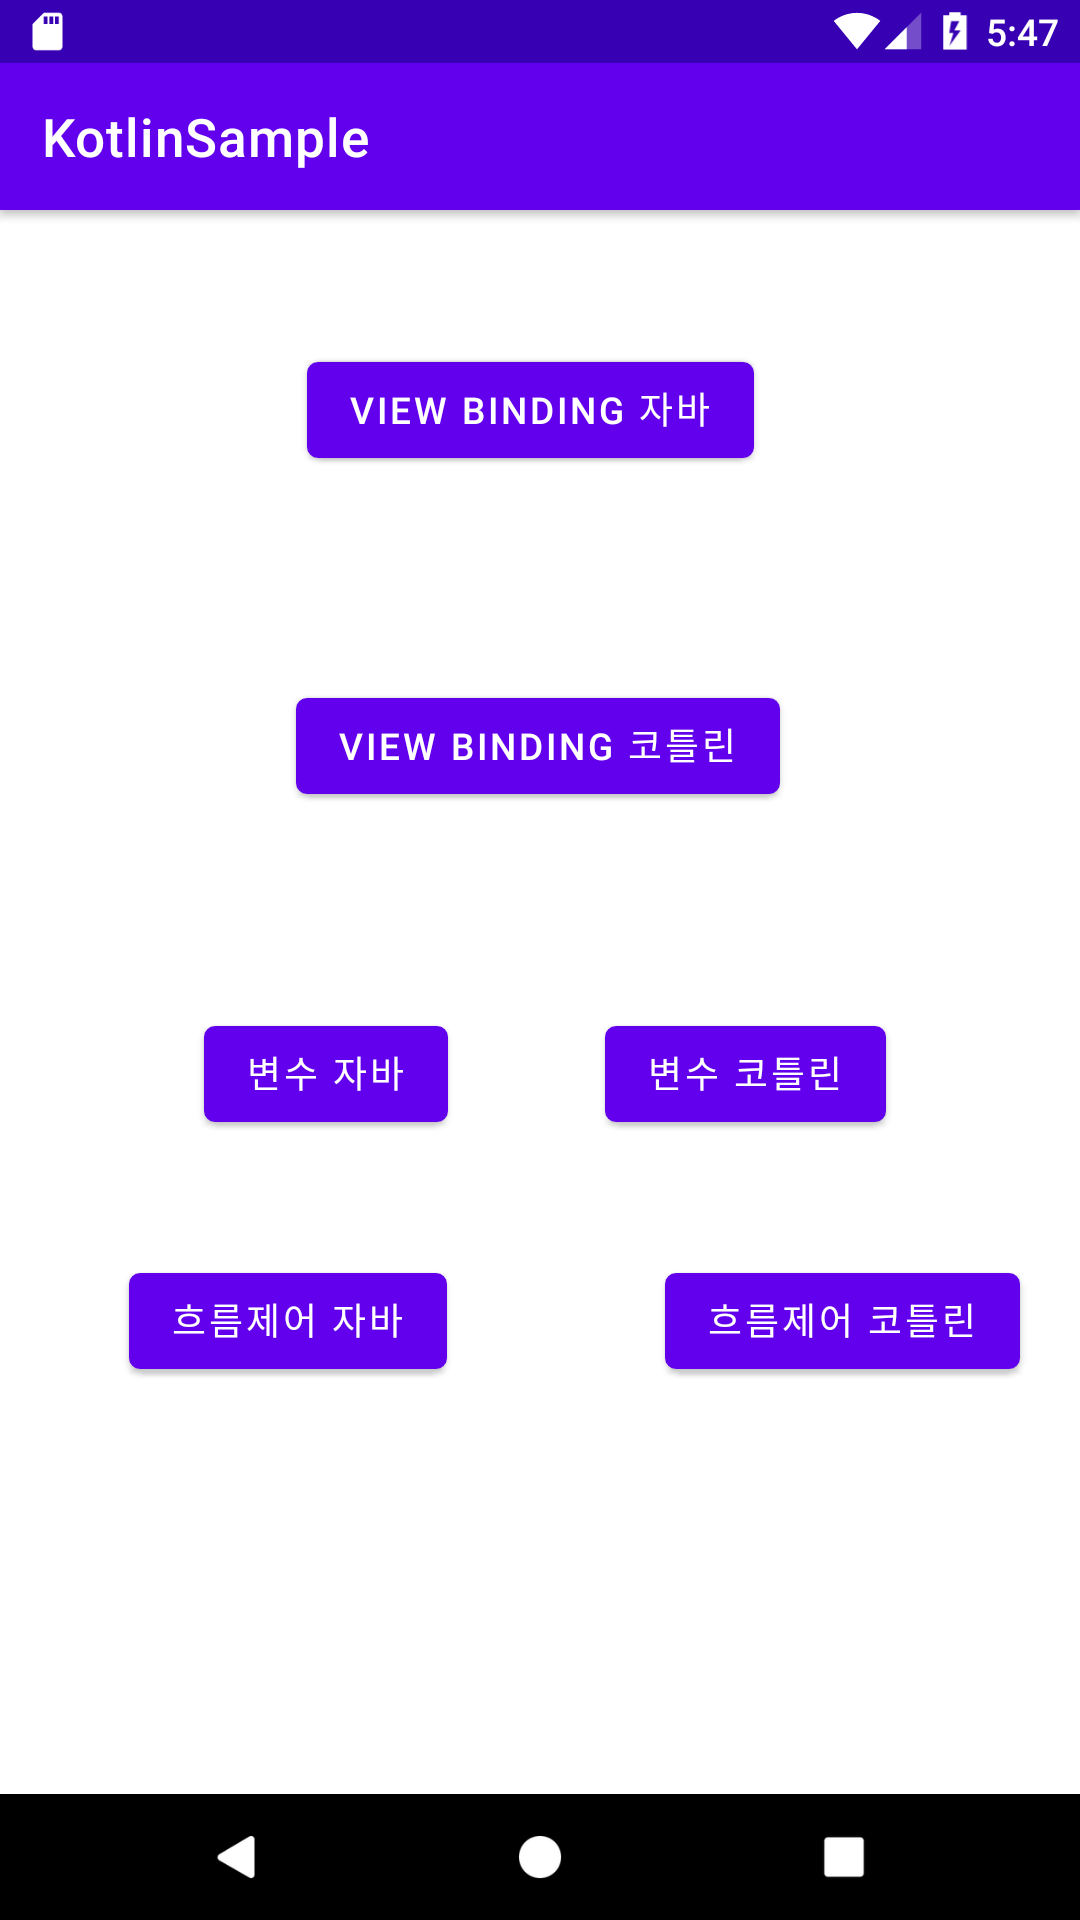 5:47
KotlinSample
VIEW BINDING 자바
VIEW BINDING 코틀린
변수 자바
변수 코틀린
흐름제어 자바
흐름제어 코틀린